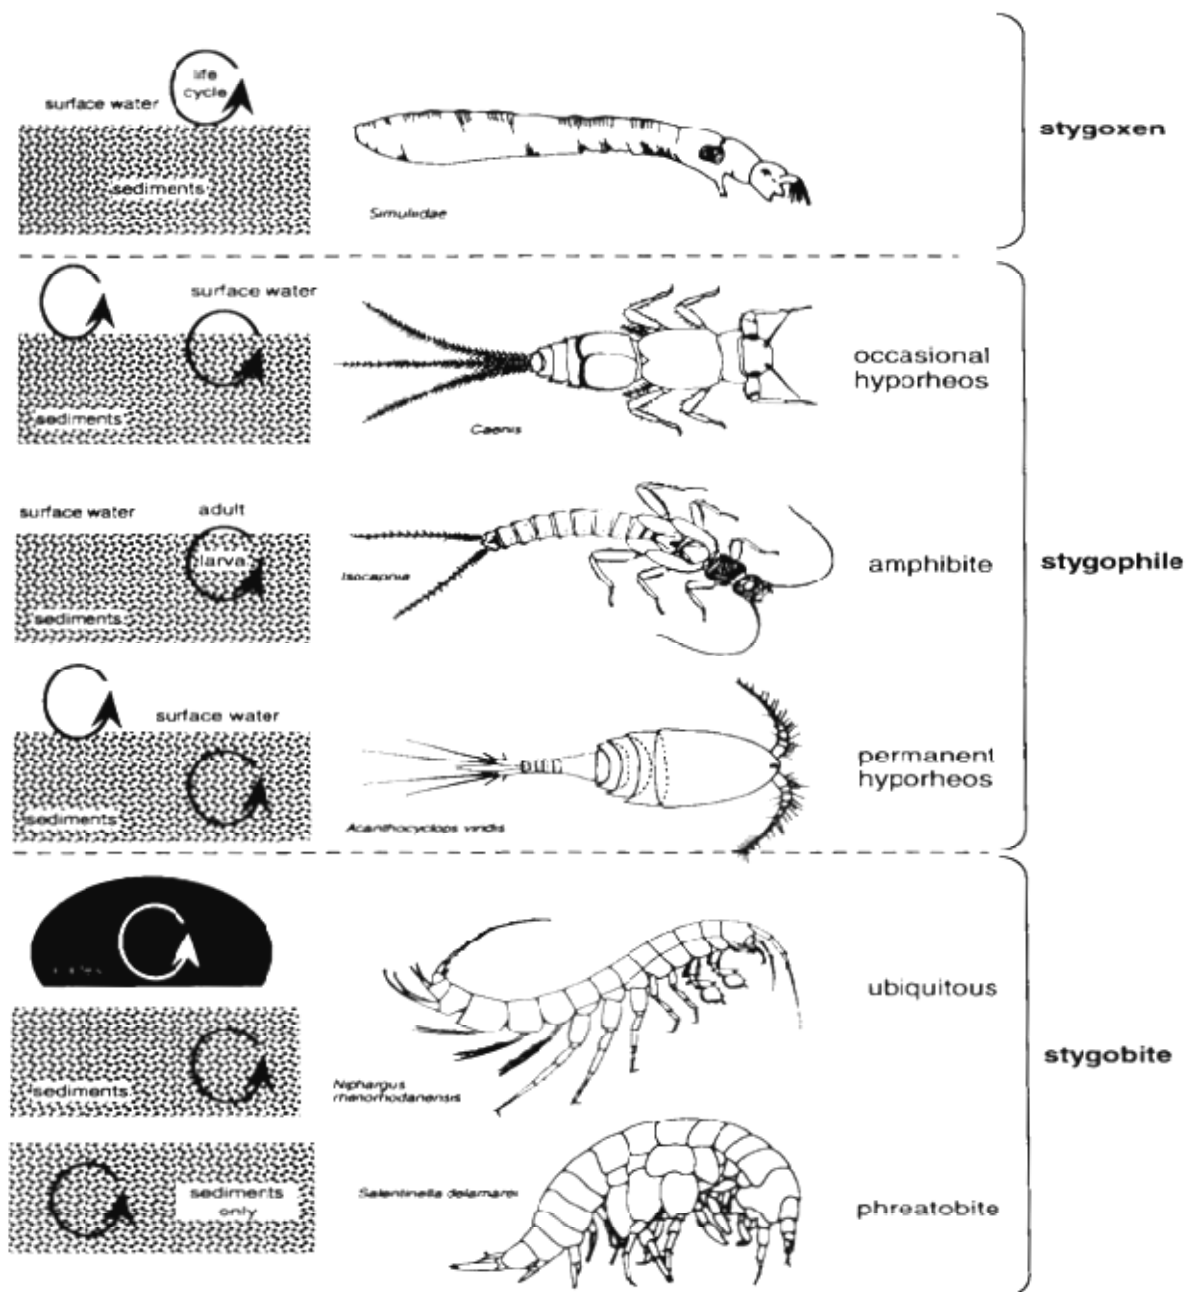 life
cycle
surface water
sediments
Simuliidae
stygoxen
surface water
sediments
Caenis
occasional
hyporheos
surface water
adult
larva
sediments
Isocapnia
amphibite
stygophile
surface water
sediments
Acanthocyclops viridis
permanent
hyporheos
ubiquitous
sediments
Niphargus
rhenorhodanensis
stygobite
sediments
only
Salentinella delamarei
phreatobite